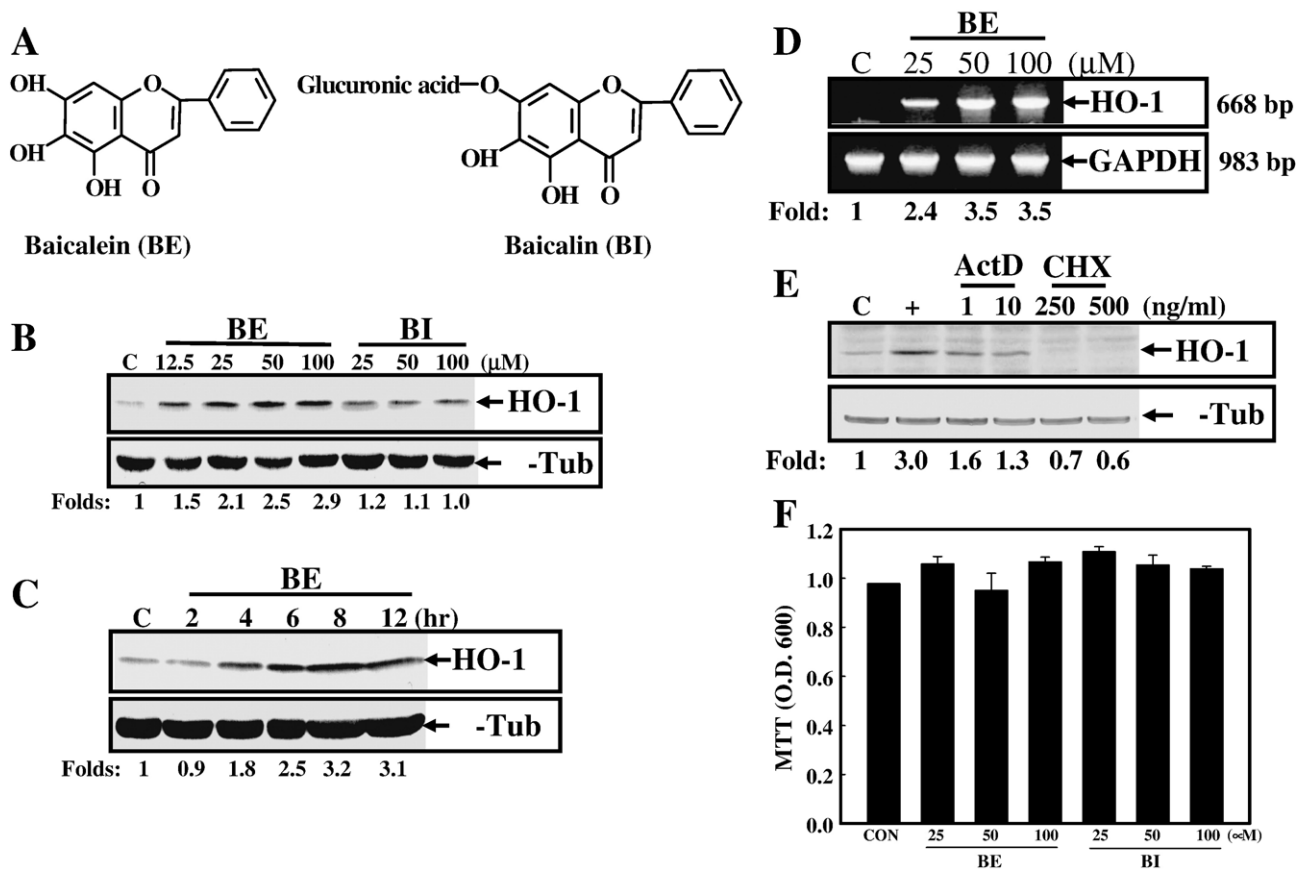 A
OH
O
OH
OH
O
Baicalein (BE)
Glucuronic acid
O
O
OH
OH
O
Baicalin (BI)
B
BE
BI
C
12.5
25
50
100
25
50
100
(μM)
HO-1
-Tub
Folds: 1 1.5 2.1 2.5 2.9 1.2 1.1 1.0
C
BE
C 2 4 6 8 12 (hr)
HO-1
-Tub
Folds: 1 0.9 1.8 2.5 3.2 3.1
D
BE
C 25 50 100 (μM)
HO-1 668 bp
GAPDH 983 bp
Fold: 1 2.4 3.5 3.5
E
ActD CHX
C + 1 10 250 500 (ng/ml)
HO-1
-Tub
Fold: 1 3.0 1.6 1.3 0.7 0.6
F
MTT (O.D. 600)
1.2
1.0
0.8
0.6
0.4
0.2
0.0
CON 25 50 100 25 50 100 (∝M)
BE BI